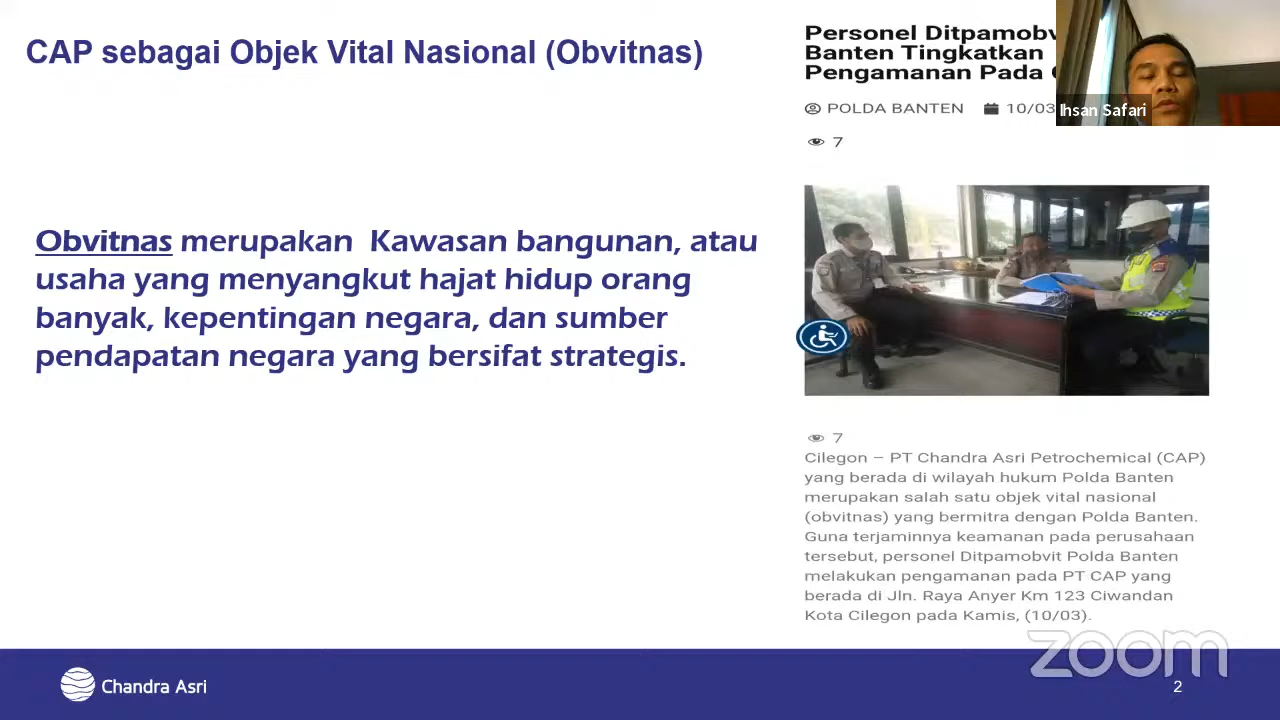 CAP sebagai Objek Vital Nasional (Obvitnas)
Obvitnas merupakan Kawasan bangunan, atau
usaha yang menyangkut hajat hidup orang
banyak, kepentingan negara, dan sumber
pendapatan negara yang bersifat strategis.
Personel Ditpamobv
Banten Tingkatkan
Pengamanan Pada
POLDA BANTEN 10/03
7
Ihsan Safari
7
Cilegon – PT Chandra Asri Petrochemical (CAP)
yang berada di wilayah hukum Polda Banten
merupakan salah satu objek vital nasional
(obvitnas) yang bermitra dengan Polda Banten.
Guna terjaminnya keamanan pada perusahaan
tersebut, personel Ditpamobvit Polda Banten
melakukan pengamanan pada PT CAP yang
berada di Jln. Raya Anyer Km 123 Ciwandan
Kota Cilegon pada Kamis, (10/03).
zoom
Chandra Asri
2